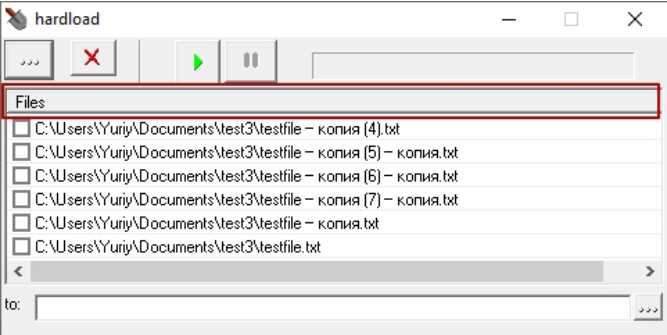 hardload
...
Files
C:\Users\Yuriy\Documents\test3\testfile – копия (4).txt
C:\Users\Yuriy\Documents\test3\testfile – копия (5) – копия.txt
C:\Users\Yuriy\Documents\test3\testfile – копия (6) – копия.txt
C:\Users\Yuriy\Documents\test3\testfile – копия (7) – копия.txt
C:\Users\Yuriy\Documents\test3\testfile – копия.txt
C:\Users\Yuriy\Documents\test3\testfile.txt
to: ...